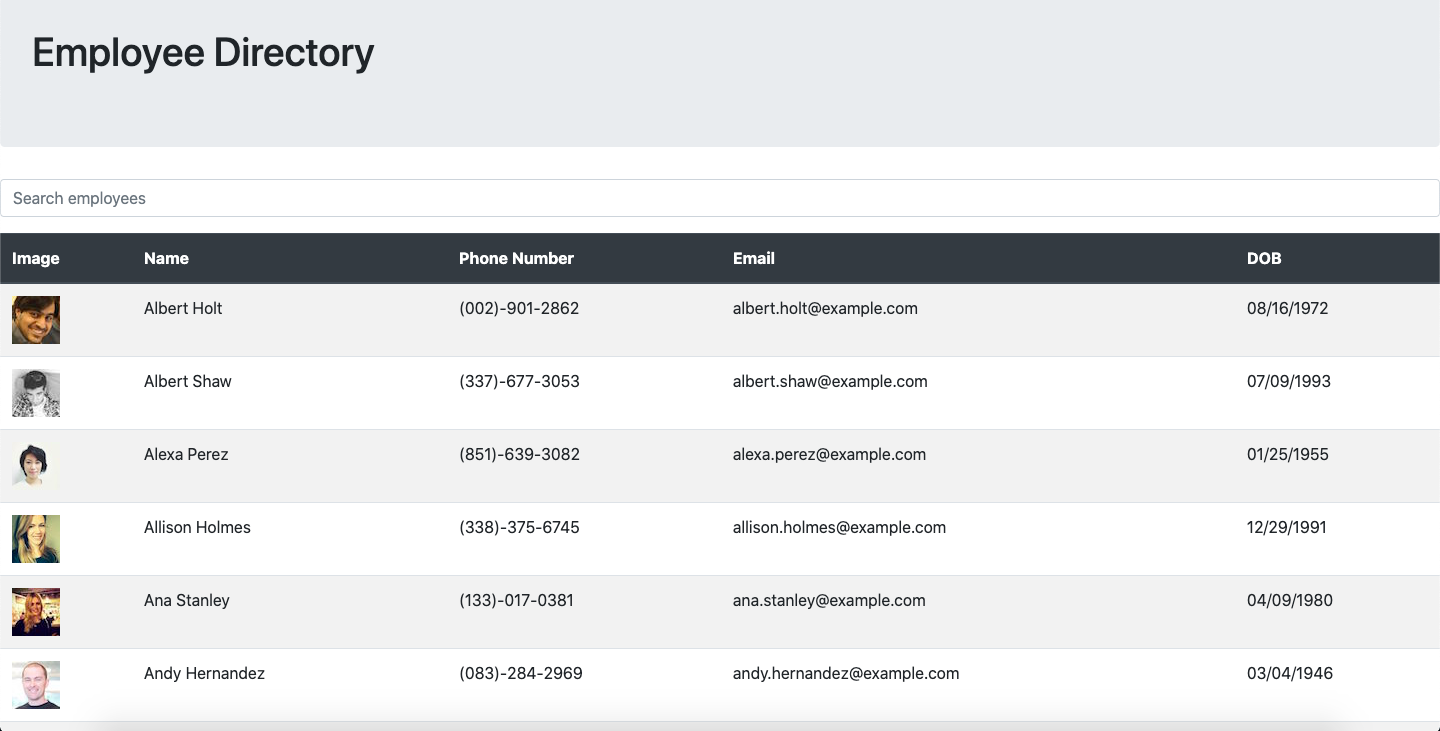 Employee Directory
Search employees
Image Name Phone Number Email DOB
Albert Holt (002)-901-2862 albert.holt@example.com 08/16/1972
Albert Shaw (337)-677-3053 albert.shaw@example.com 07/09/1993
Alexa Perez (851)-639-3082 alexa.perez@example.com 01/25/1955
Allison Holmes (338)-375-6745 allison.holmes@example.com 12/29/1991
Ana Stanley (133)-017-0381 ana.stanley@example.com 04/09/1980
Andy Hernandez (083)-284-2969 andy.hernandez@example.com 03/04/1946